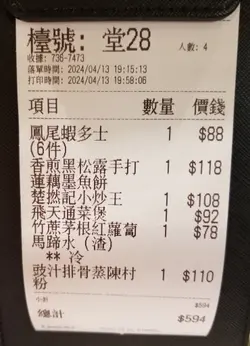 檯號: 堂28
人數: 4
收據: 736-7473
落單時間: 2024/04/13 19:15:13
打印時間: 2024/04/13 19:58:06
項目 數量 價錢
鳳尾蝦多士 1 $88
(6件)
香煎黑松露手打 1 $118
蓮藕墨魚餅
楚撚記小炒王 1 $108
飛天通菜煲 1 $92
竹蔗茅根紅蘿蔔 1 $78
馬蹄水 (渣)
** 冷
豉汁排骨蒸陳村 1 $110
粉
小計 $594
總計 $594